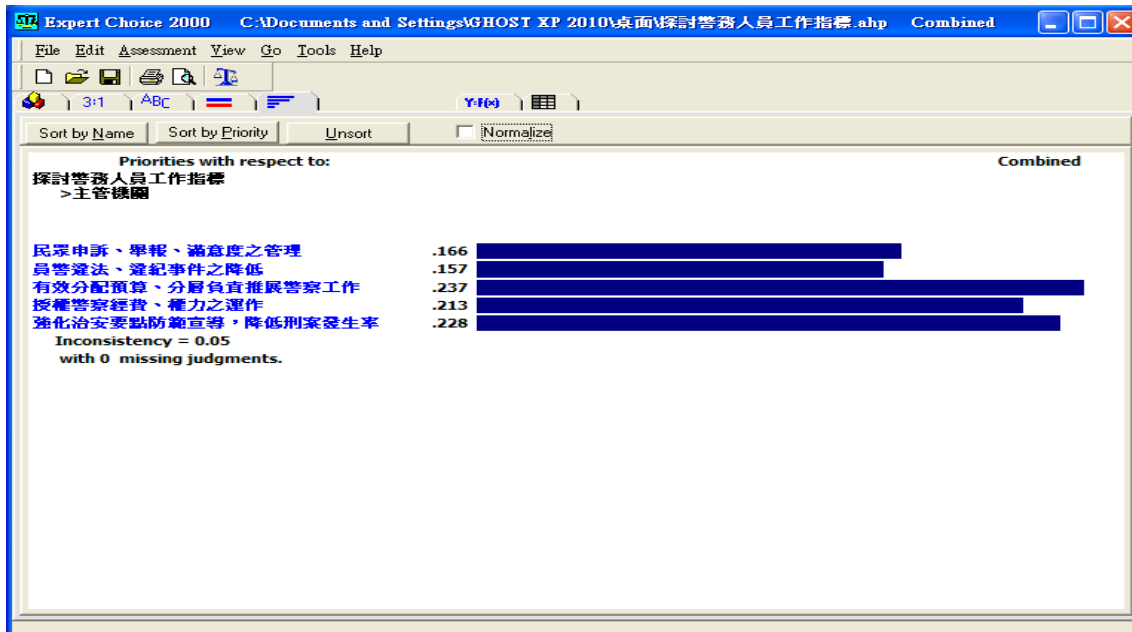 Expert Choice 2000 C:\Documents and Settings\GHOST XP 2010\桌面\探討警務人員工作指標.ahp Combined
File Edit Assessment View Go Tools Help
3:1 ABC Y:F(x)
Sort by Name Sort by Priority Unsort Normalize
Priorities with respect to: Combined
探討警務人員工作指標
>主管機關
民眾申訴、舉報、滿意度之管理 .166
員警違法、違紀事件之降低 .157
有效分配預算、分層負責推展警察工作 .237
授權警察經費、權力之運作 .213
強化治安要點防範宣導,降低刑案發生率 .228
Inconsistency = 0.05
with 0 missing judgments.